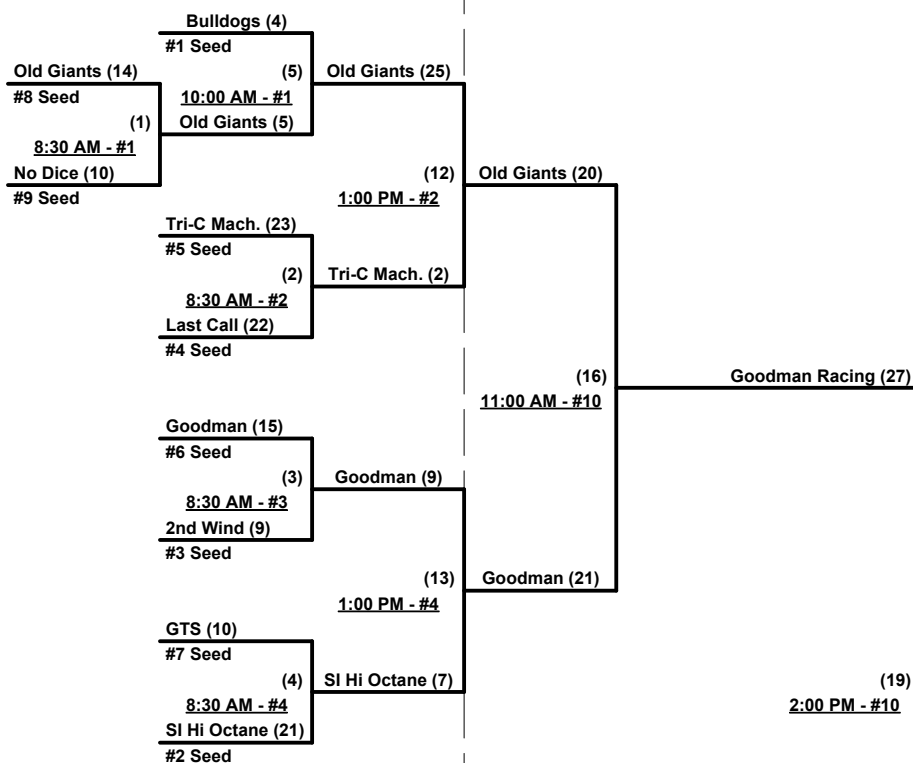 Bulldogs (4)
#1 Seed
Old Giants (14)
(5)
Old Giants (25)
#8 Seed
10:00 AM - #1
(1)
Old Giants (5)
8:30 AM - #1
No Dice (10)
(12)
Old Giants (20)
#9 Seed
1:00 PM - #2
Tri-C Mach. (23)
#5 Seed
(2)
Tri-C Mach. (2)
8:30 AM - #2
Last Call (22)
#4 Seed
(16)
Goodman Racing (27)
11:00 AM - #10
Goodman (15)
#6 Seed
(3)
Goodman (9)
8:30 AM - #3
2nd Wind (9)
#3 Seed
(13)
Goodman (21)
1:00 PM - #4
GTS (10)
#7 Seed
(4)
SI Hi Octane (7)
(19)
8:30 AM - #4
2:00 PM - #10
SI Hi Octane (21)
#2 Seed